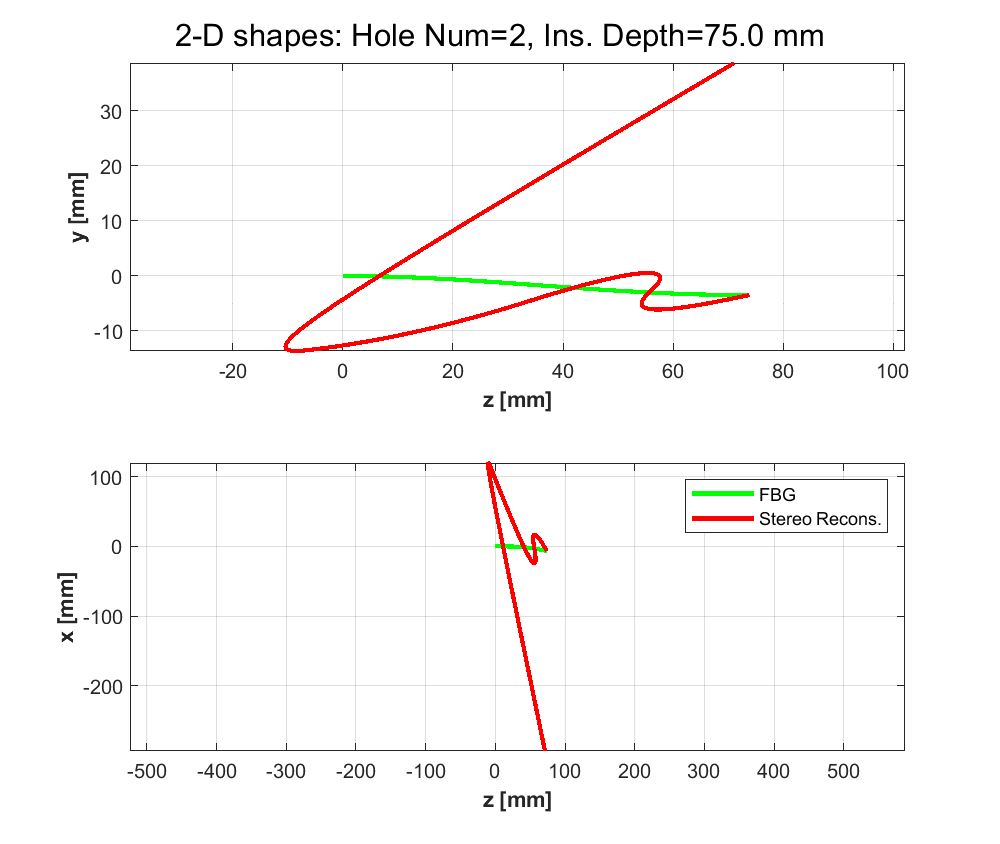 2-D shapes: Hole Num=2, Ins. Depth=75.0 mm
30
20
10
0
-10
y [mm]
-20 0 20 40 60 80 100
z [mm]
100
0
-100
-200
x [mm]
FBG
Stereo Recons.
-500 -400 -300 -200 -100 0 100 200 300 400 500
z [mm]